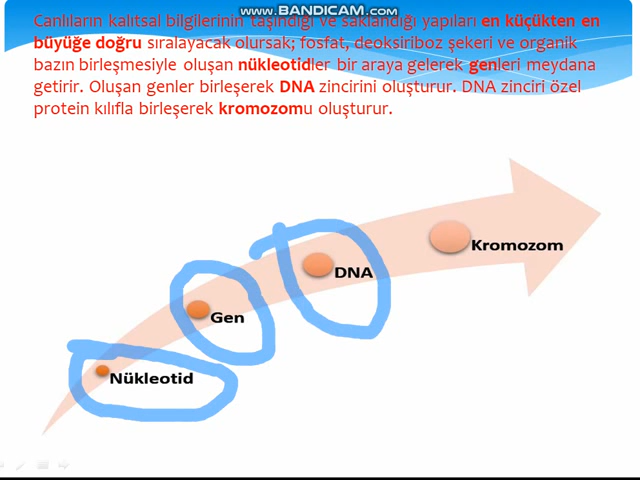 www.BANDICAM.com
Canlıların kalıtsal bilgilerinin taşındığı ve saklandığı yapıları en küçükten en
büyüğe doğru sıralayacak olursak; fosfat, deoksiriboz şekeri ve organik
bazın birleşmesiyle oluşan nükleotidler bir araya gelerek genleri meydana
getirir. Oluşan genler birleşerek DNA zincirini oluşturur. DNA zinciri özel
protein kılıfla birleşerek kromozomu oluşturur.
Kromozom
DNA
Gen
Nükleotid